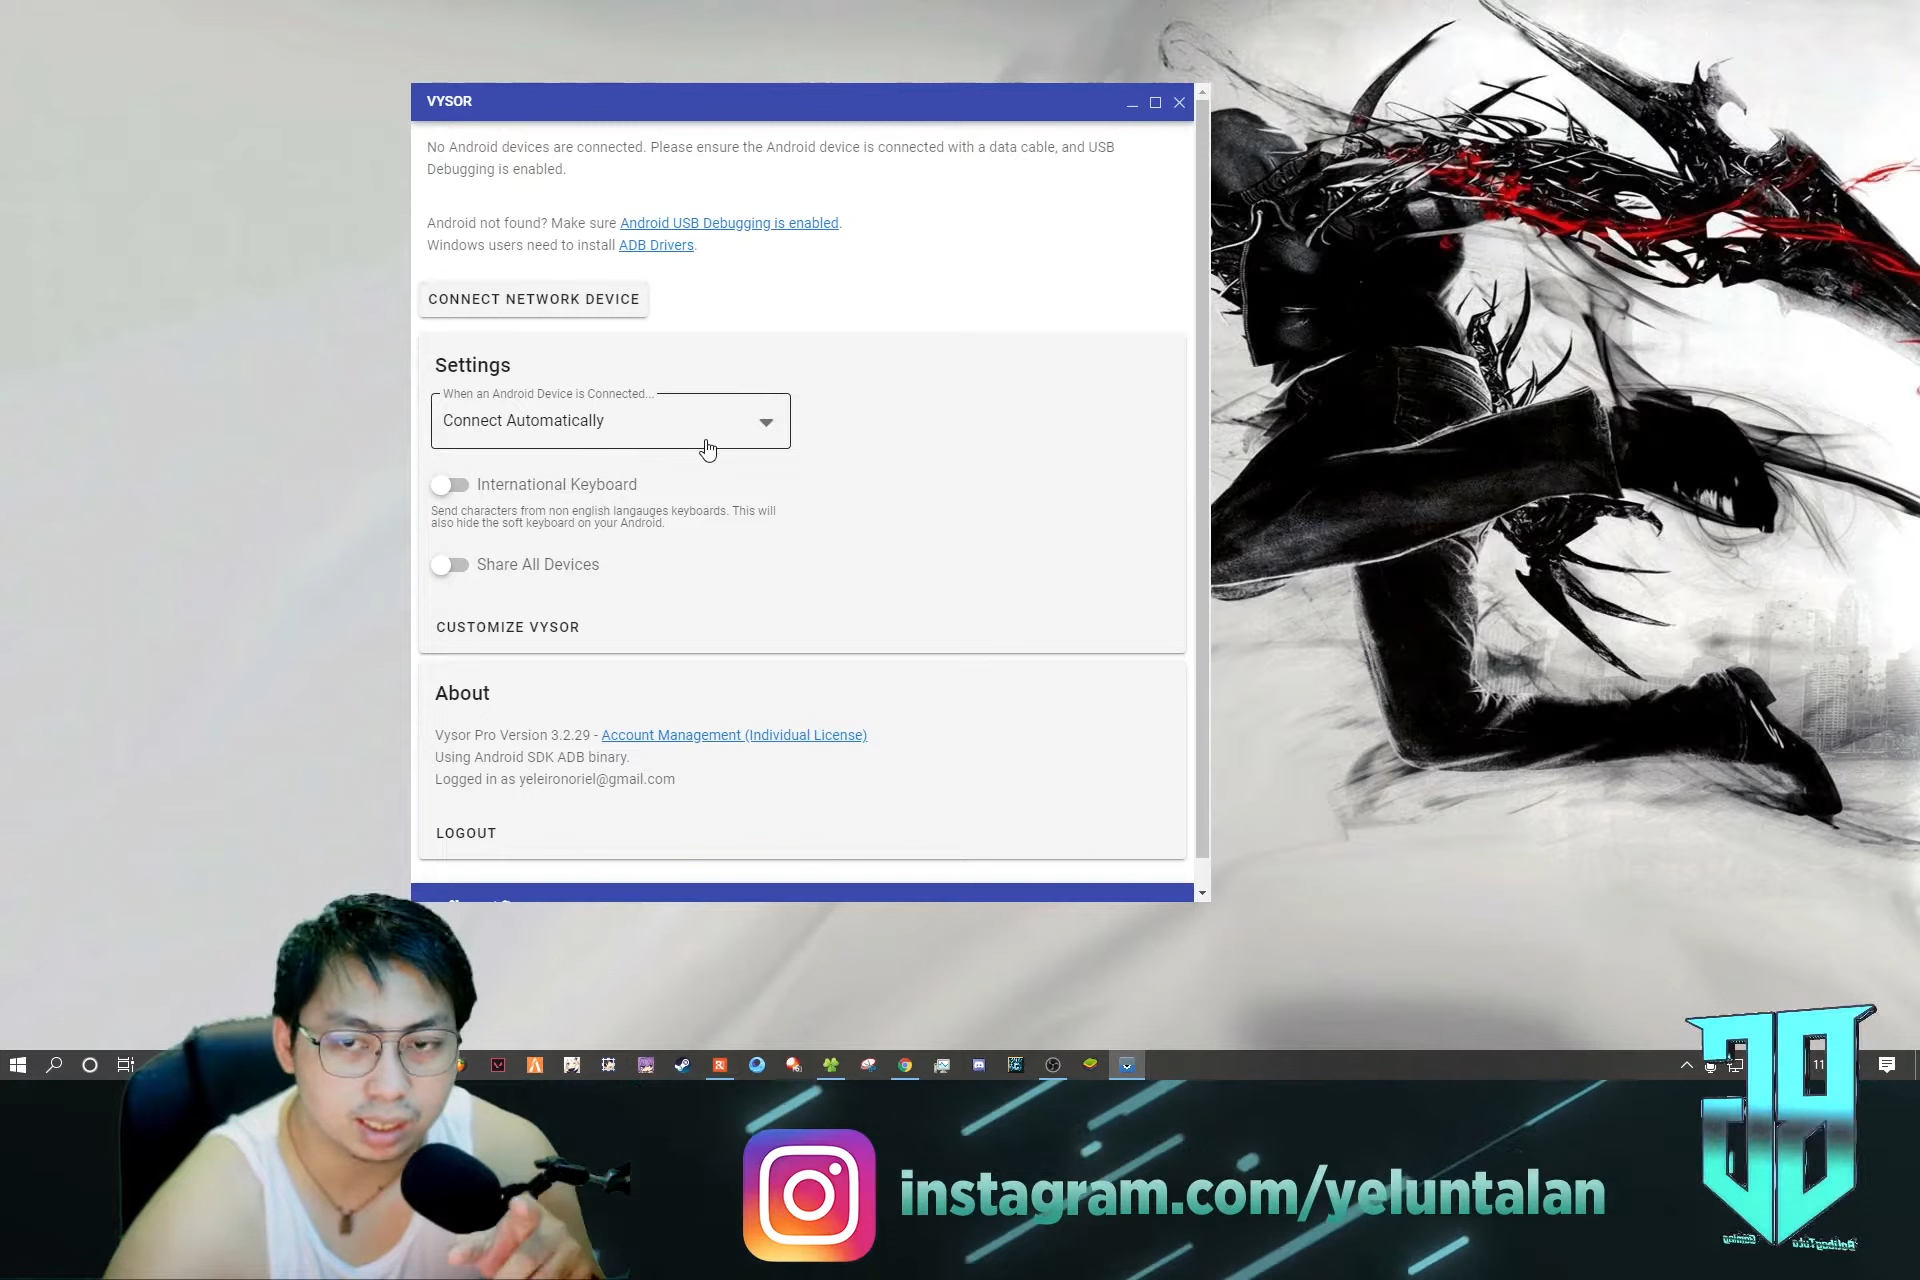 VYSOR
No Android devices are connected. Please ensure the Android device is connected with a data cable, and USB
Debugging is enabled.
Android not found? Make sure Android USB Debugging is enabled.
Windows users need to install ADB Drivers.
CONNECT NETWORK DEVICE
Settings
When an Android Device is Connected...
Connect Automatically
International Keyboard
Send characters from non english langauges keyboards. This will
also hide the soft keyboard on your Android.
Share All Devices
CUSTOMIZE VYSOR
About
Vysor Pro Version 3.2.29 - Account Management (Individual License)
Using Android SDK ADB binary.
Logged in as yeleironoriel@gmail.com
LOGOUT
11
instagram.com/yeluntalan